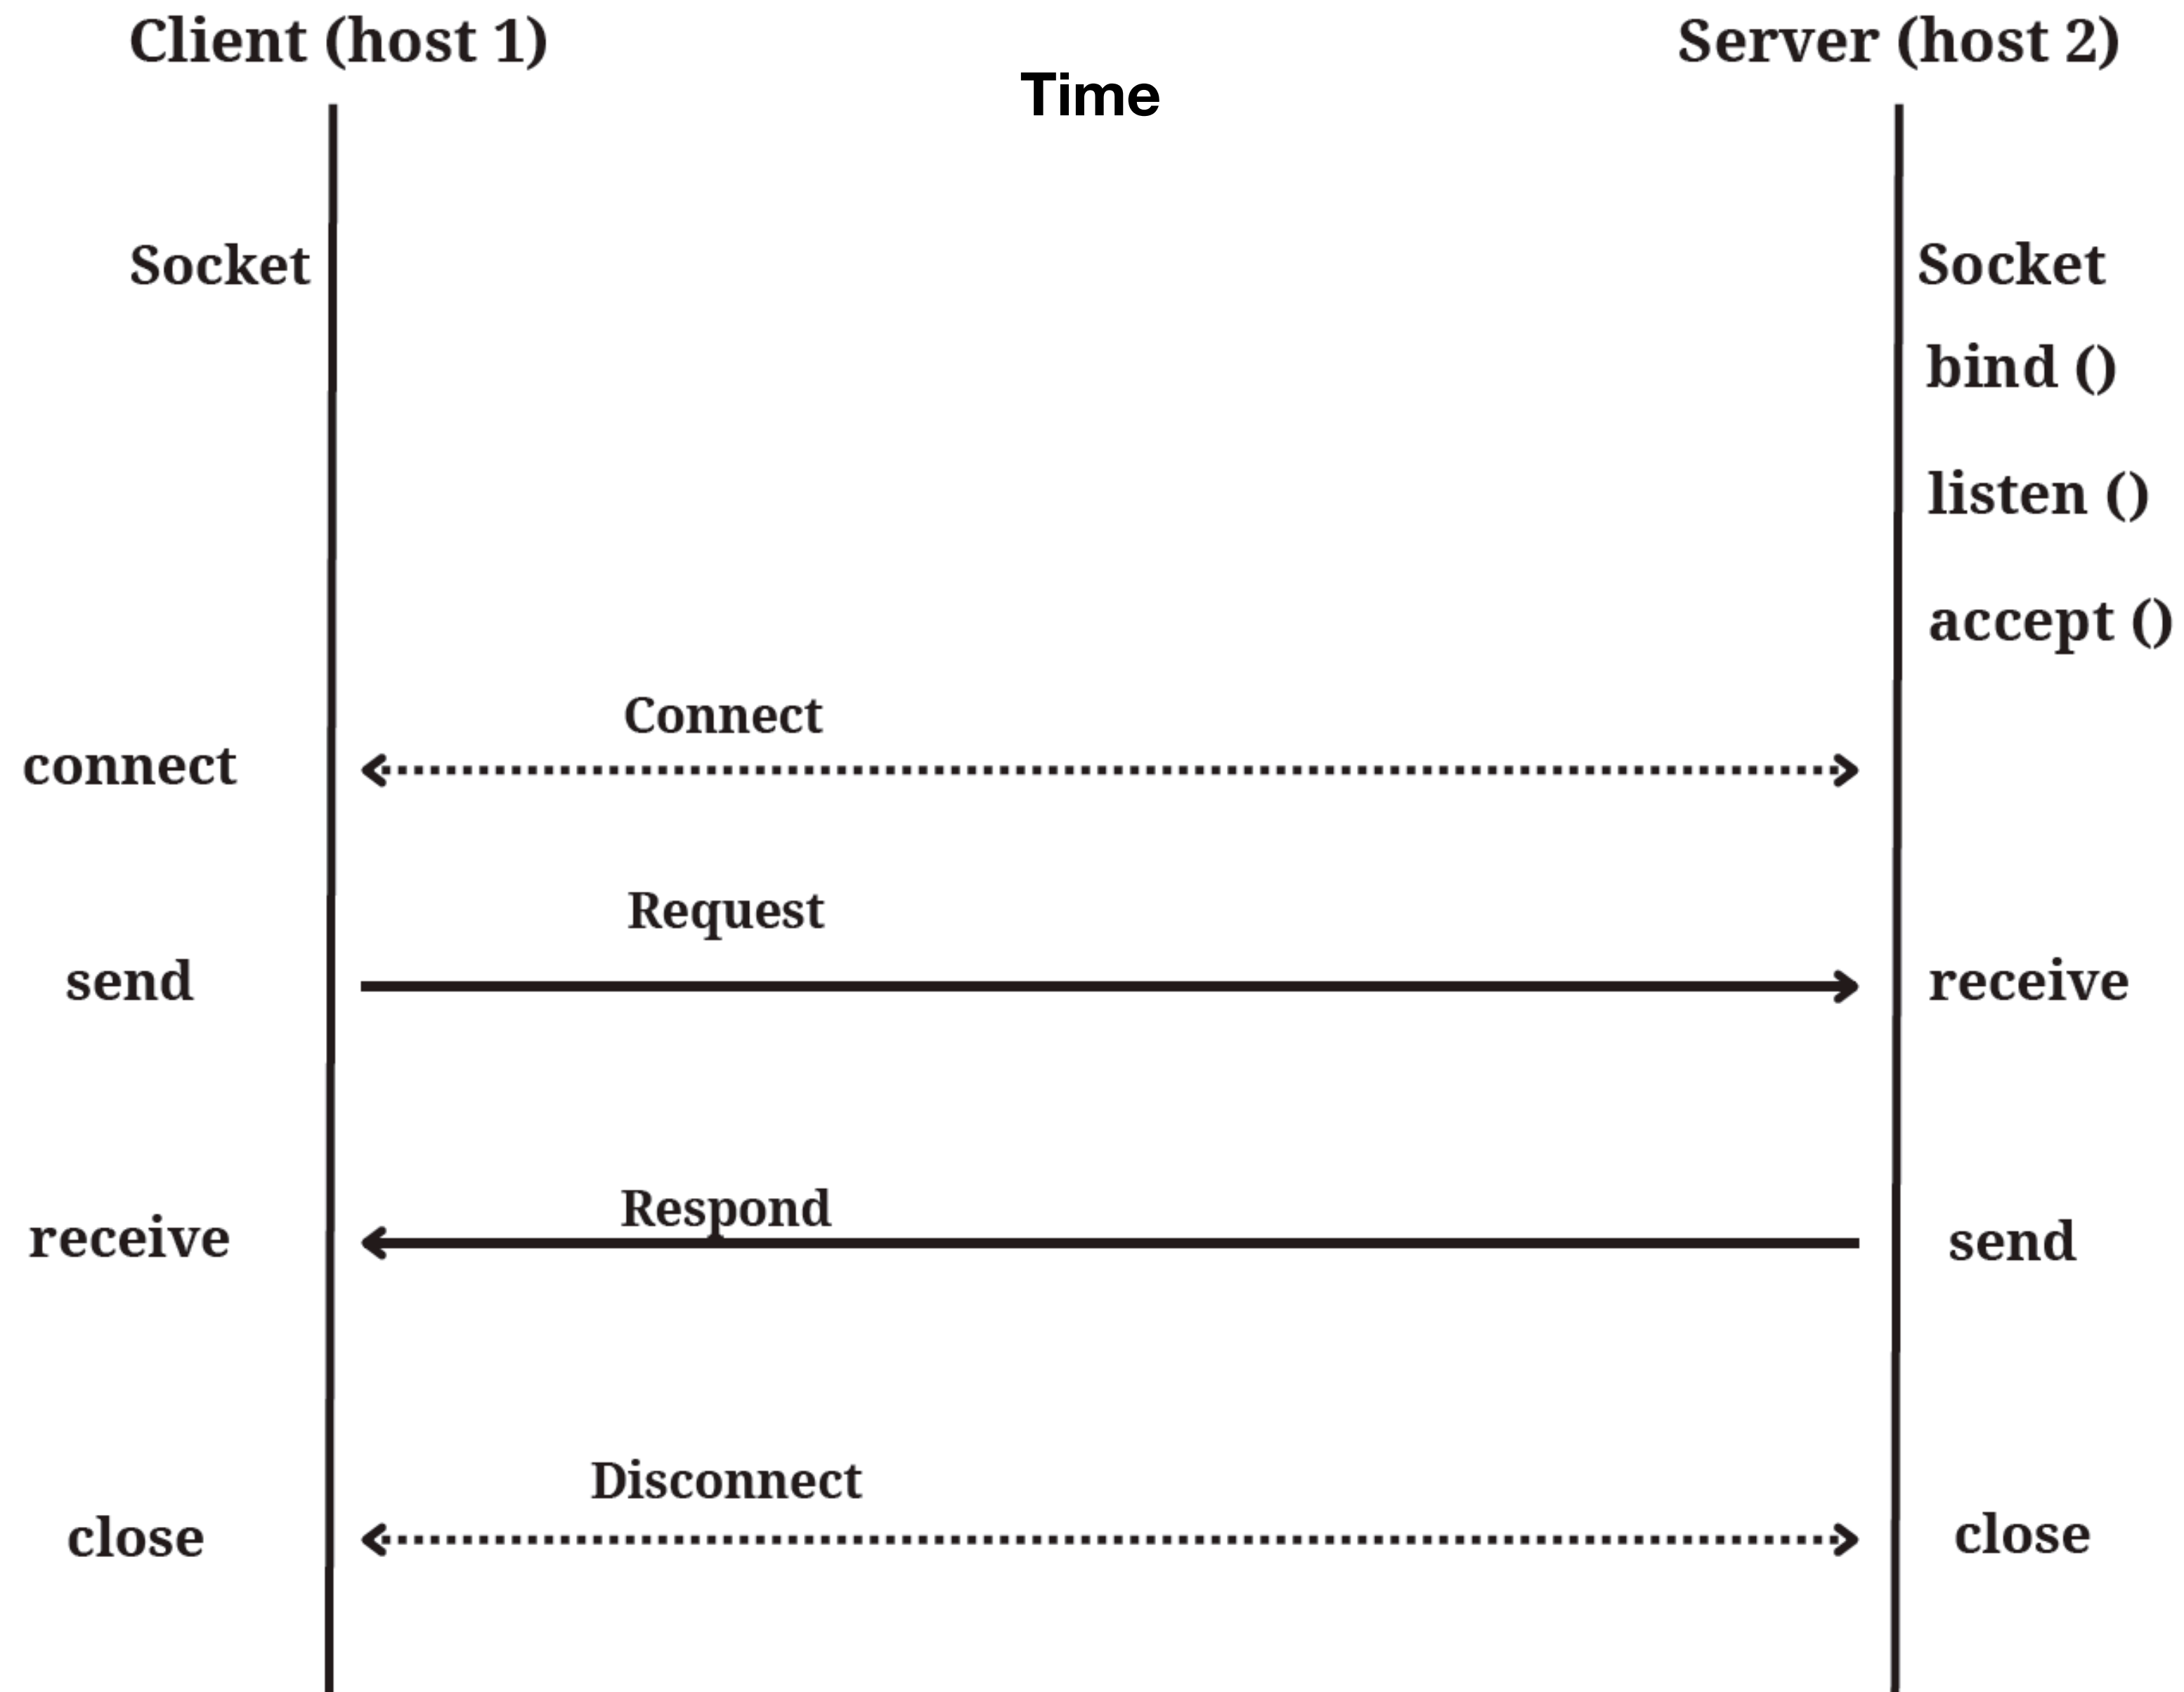 Client (host 1)
Server (host 2)
Time
Socket
Socket
bind ()
listen ()
accept ()
Connect
connect
Request
send
receive
Respond
receive
send
Disconnect
close
close